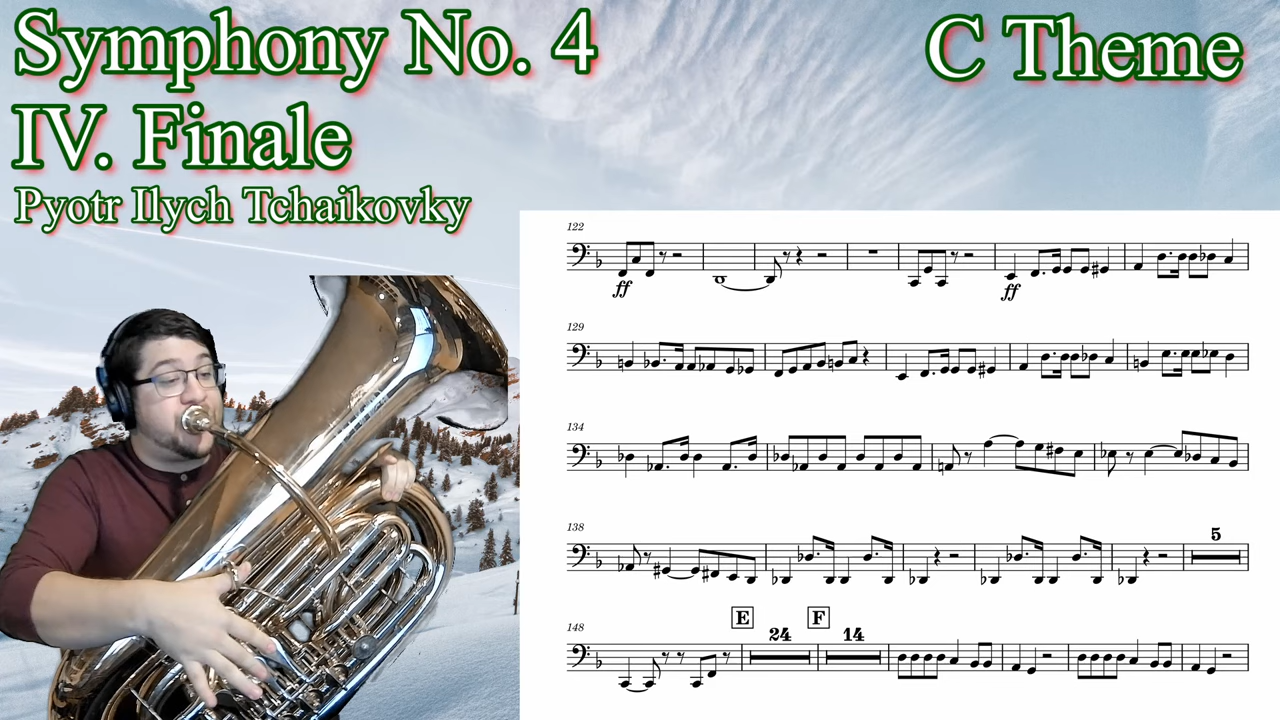 Symphony No. 4
C Theme
IV. Finale
Pyotr Ilych Tchaikovky
122
ff
ff
129
134
138
5
148
E
24
F
14